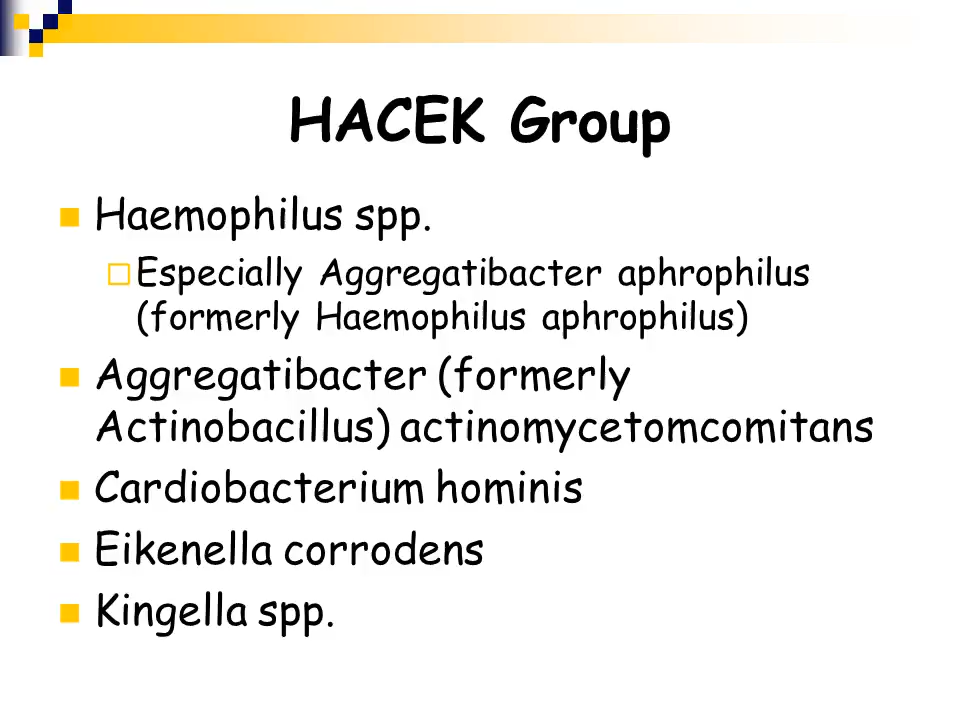 HACEK Group
Haemophilus spp.
Especially Aggregatibacter aphrophilus
(formerly Haemophilus aphrophilus)
Aggregatibacter (formerly
Actinobacillus) actinomycetomcomitans
Cardiobacterium hominis
Eikenella corrodens
Kingella spp.